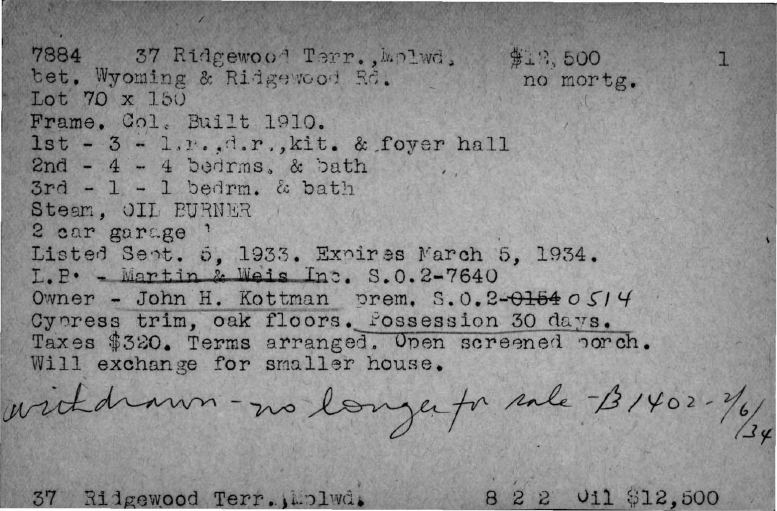 7884 37 Ridgewood Terr.,Mplwd. $12,500 1
bet. Wyoming & Ridgewood Rd. no mortg.
Lot 70 x 150
Frame. Col. Built 1910.
1st - 3 - l.r.,d.r.,kit. & foyer hall
2nd - 4 - 4 bedrms. & bath
3rd - 1 - 1 bedrm. & bath
Steam, OIL BURNER
2 car garage
Listed Sept. 5, 1933. Expires March 5, 1934.
L.P. - Martin & Weis Inc. S.O.2-7640
Owner - John H. Kottman prem. S.O.2-0154 0514
Cypress trim, oak floors. Possession 30 days.
Taxes $320. Terms arranged. Open screened porch.
Will exchange for smaller house.
withdrawn - no longer for sale - B1402 - 2/6/34
37 Ridgewood Terr.,Mplwd. 8 2 2 Oil $12,500